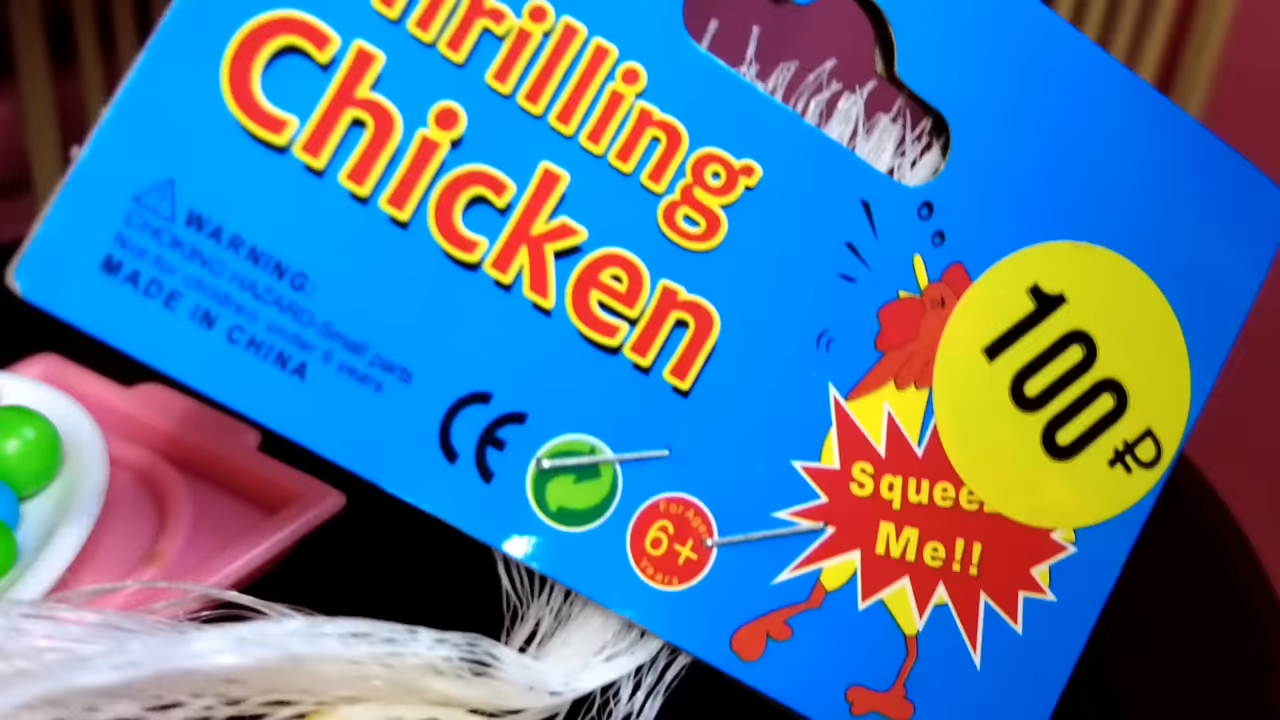 hrilling
Chicken
WARNING:
CHOKING HAZARD-Small parts
Not for children under 6 years
MADE IN CHINA
CE
For Ages
6+
Years
100₽
Squee
Me!!